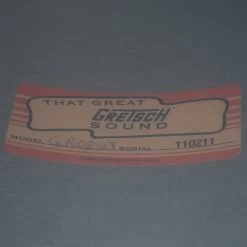 THAT GREAT
GRETSCH
SOUND
MODEL SERIAL 110211